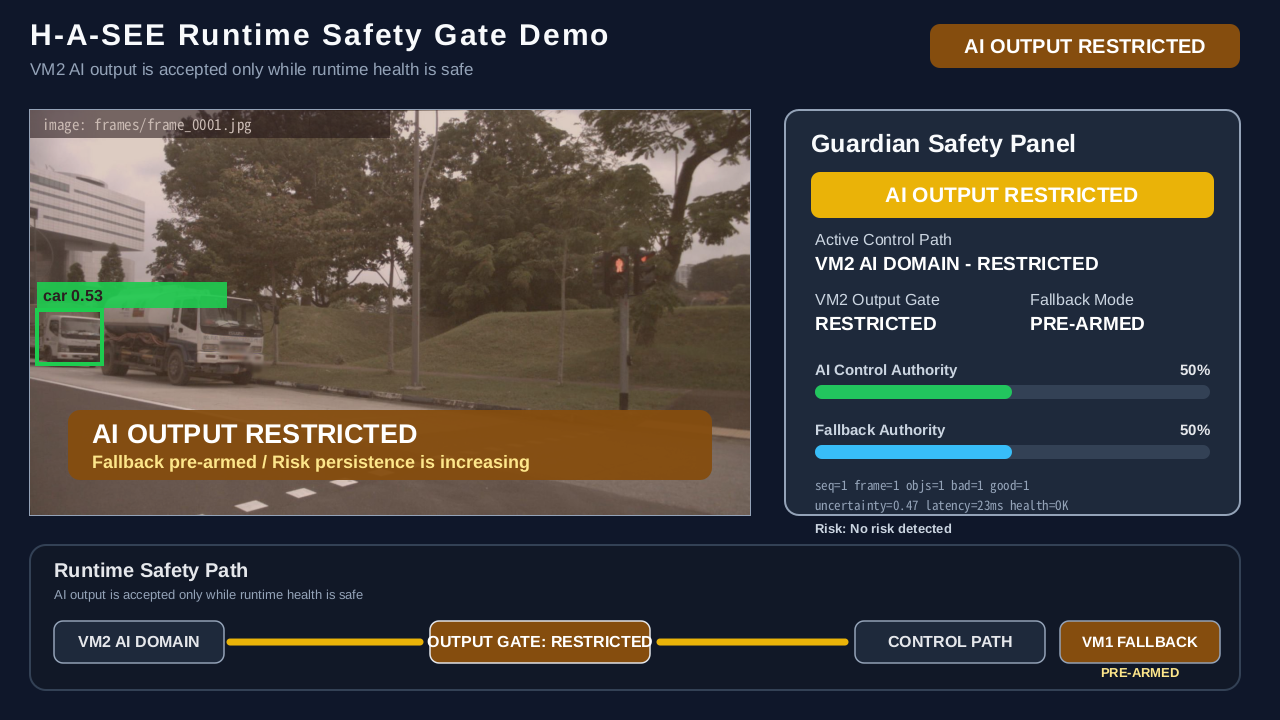 H-A-SEE Runtime Safety Gate Demo
VM2 AI output is accepted only while runtime health is safe
AI OUTPUT RESTRICTED
image: frames/frame_0001.jpg
car 0.53
AI OUTPUT RESTRICTED
Fallback pre-armed / Risk persistence is increasing
Guardian Safety Panel
AI OUTPUT RESTRICTED
Active Control Path
VM2 AI DOMAIN - RESTRICTED
VM2 Output Gate
RESTRICTED
Fallback Mode
PRE-ARMED
AI Control Authority 50%
Fallback Authority 50%
seq=1 frame=1 objs=1 bad=1 good=1
uncertainty=0.47 latency=23ms health=OK
Risk: No risk detected
Runtime Safety Path
AI output is accepted only while runtime health is safe
VM2 AI DOMAIN
OUTPUT GATE: RESTRICTED
CONTROL PATH
VM1 FALLBACK
PRE-ARMED